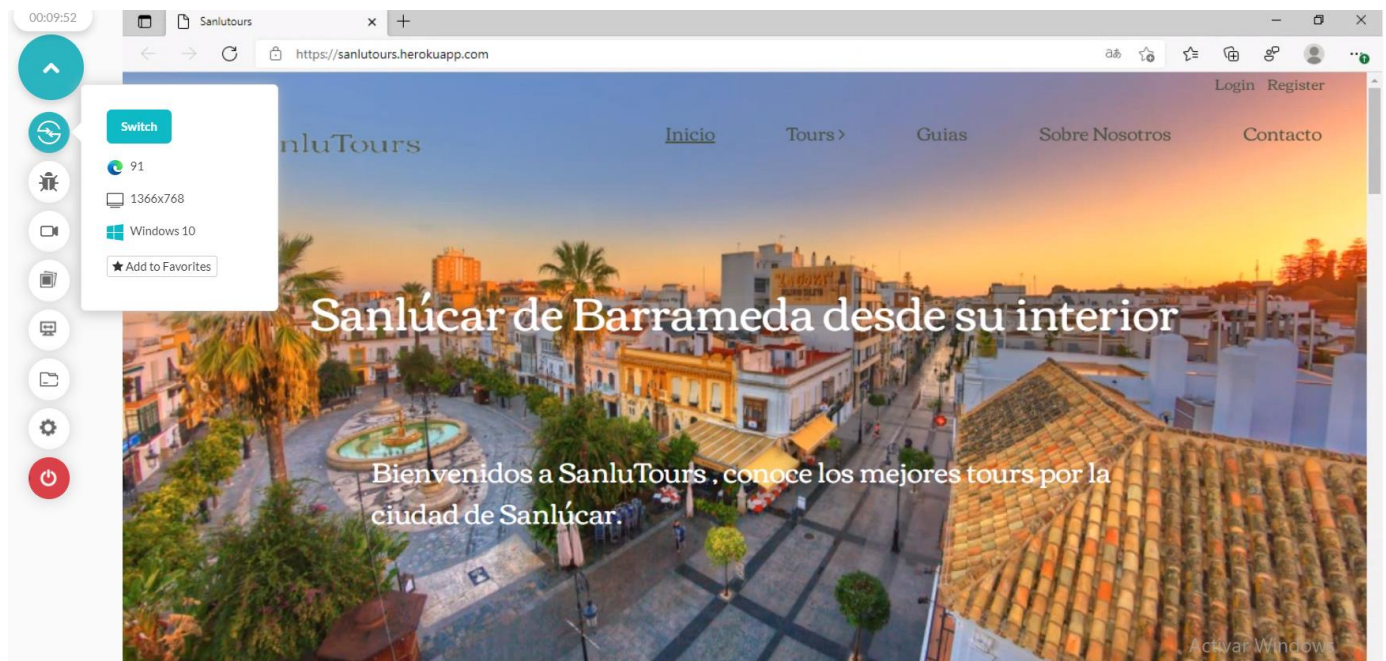 00:09:52
Sanlutours
https://sanlutours.herokuapp.com
Login Register
Switch
91
1366x768
Windows 10
Add to Favorites
nluTours
Inicio Tours > Guias Sobre Nosotros Contacto
Sanlúcar de Barrameda desde su interior
Bienvenidos a SanluTours , conoce los mejores tours por la
ciudad de Sanlúcar.
Activar Windows